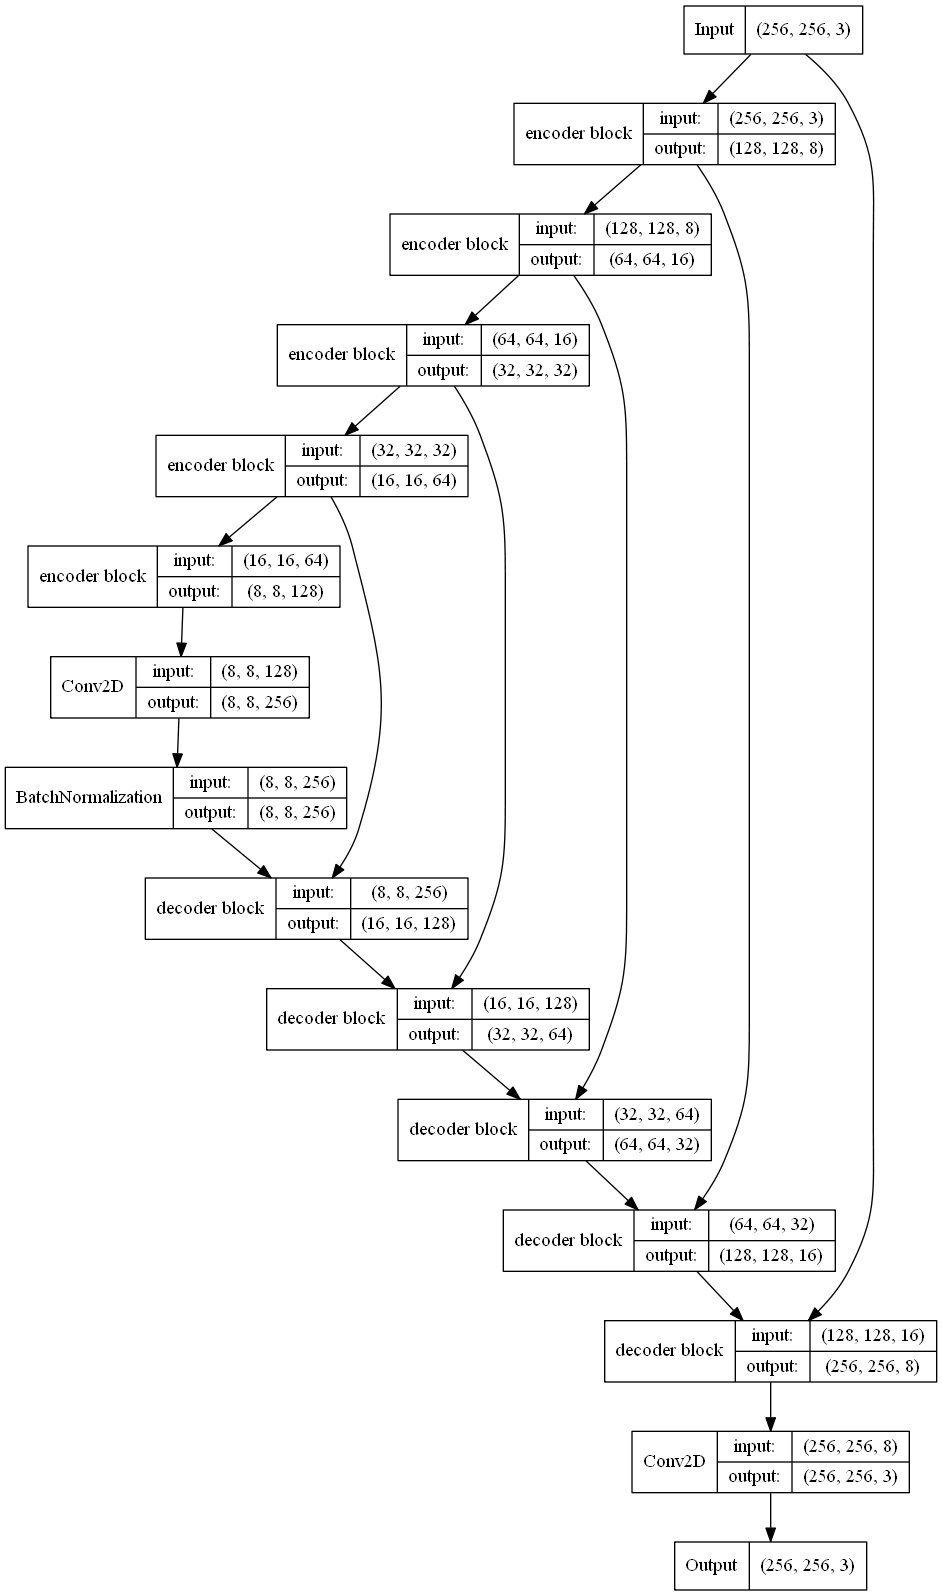 Input (256, 256, 3)
encoder block input: (256, 256, 3)
output: (128, 128, 8)
encoder block input: (128, 128, 8)
output: (64, 64, 16)
encoder block input: (64, 64, 16)
output: (32, 32, 32)
encoder block input: (32, 32, 32)
output: (16, 16, 64)
encoder block input: (16, 16, 64)
output: (8, 8, 128)
Conv2D input: (8, 8, 128)
output: (8, 8, 256)
BatchNormalization input: (8, 8, 256)
output: (8, 8, 256)
decoder block input: (8, 8, 256)
output: (16, 16, 128)
decoder block input: (16, 16, 128)
output: (32, 32, 64)
decoder block input: (32, 32, 64)
output: (64, 64, 32)
decoder block input: (64, 64, 32)
output: (128, 128, 16)
decoder block input: (128, 128, 16)
output: (256, 256, 8)
Conv2D input: (256, 256, 8)
output: (256, 256, 3)
Output (256, 256, 3)